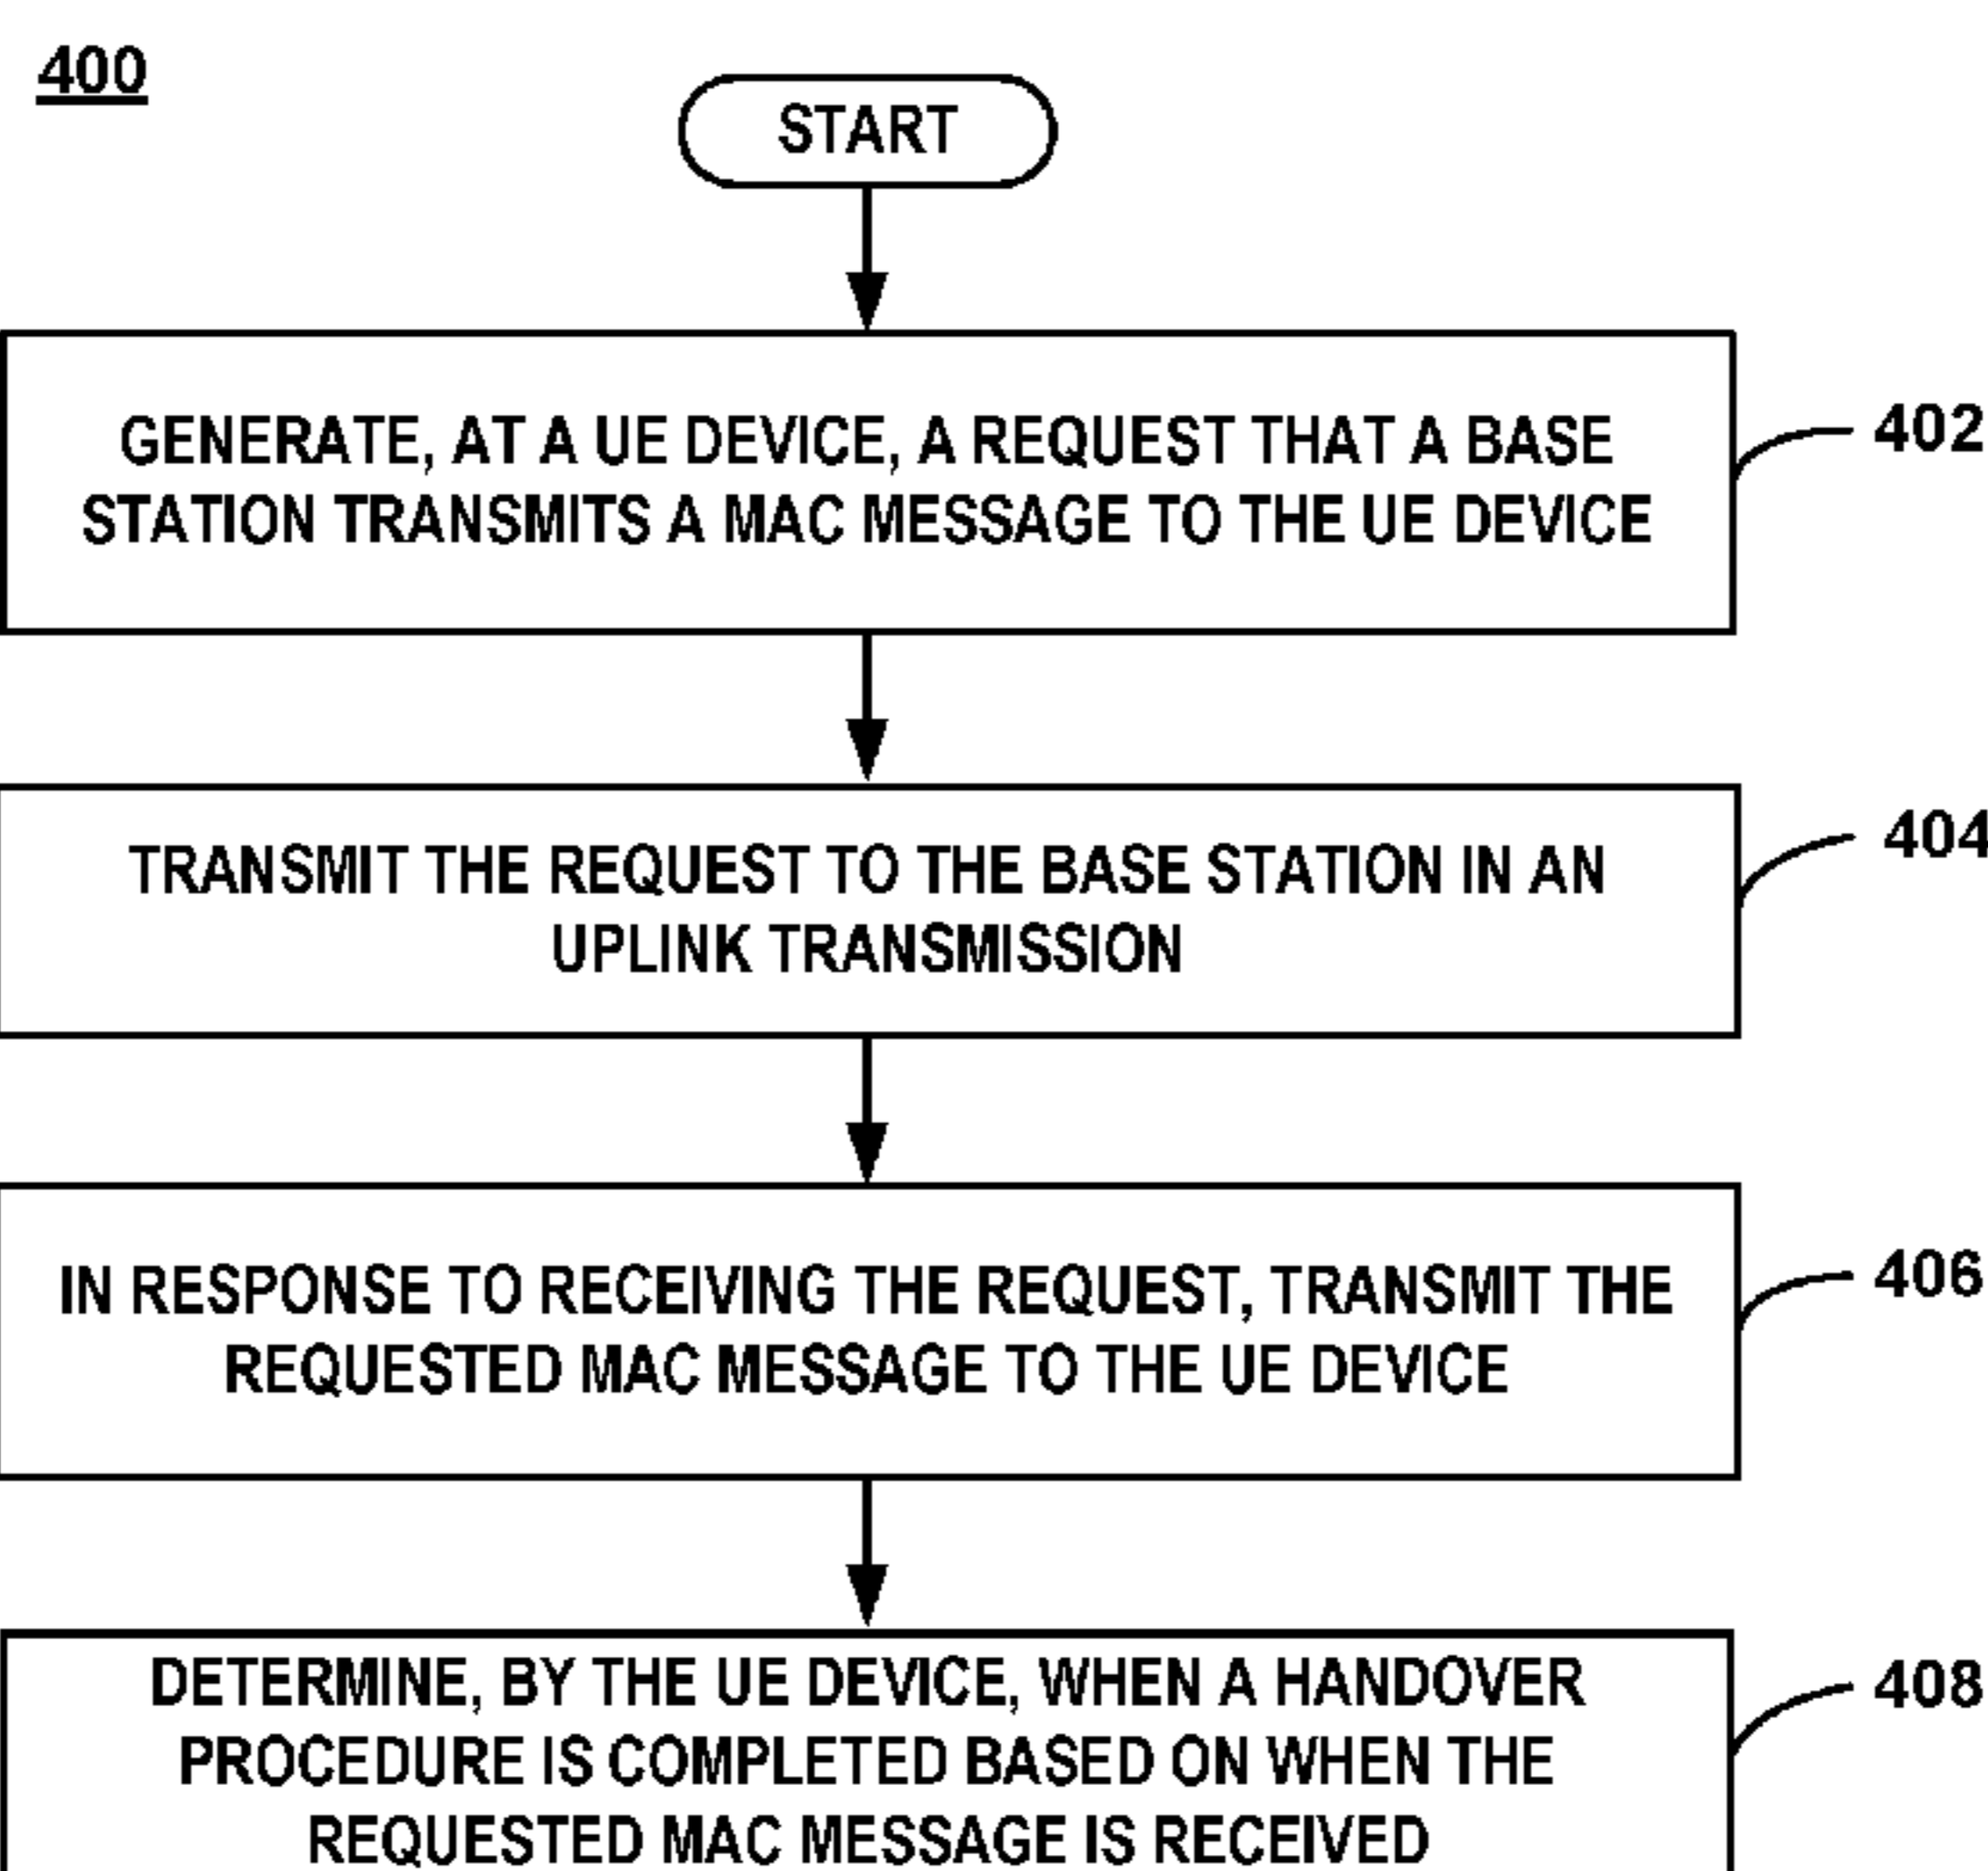 400
START
GENERATE, AT A UE DEVICE, A REQUEST THAT A BASE
STATION TRANSMITS A MAC MESSAGE TO THE UE DEVICE
402
TRANSMIT THE REQUEST TO THE BASE STATION IN AN
UPLINK TRANSMISSION
404
IN RESPONSE TO RECEIVING THE REQUEST, TRANSMIT THE
REQUESTED MAC MESSAGE TO THE UE DEVICE
406
DETERMINE, BY THE UE DEVICE, WHEN A HANDOVER
PROCEDURE IS COMPLETED BASED ON WHEN THE
REQUESTED MAC MESSAGE IS RECEIVED
408